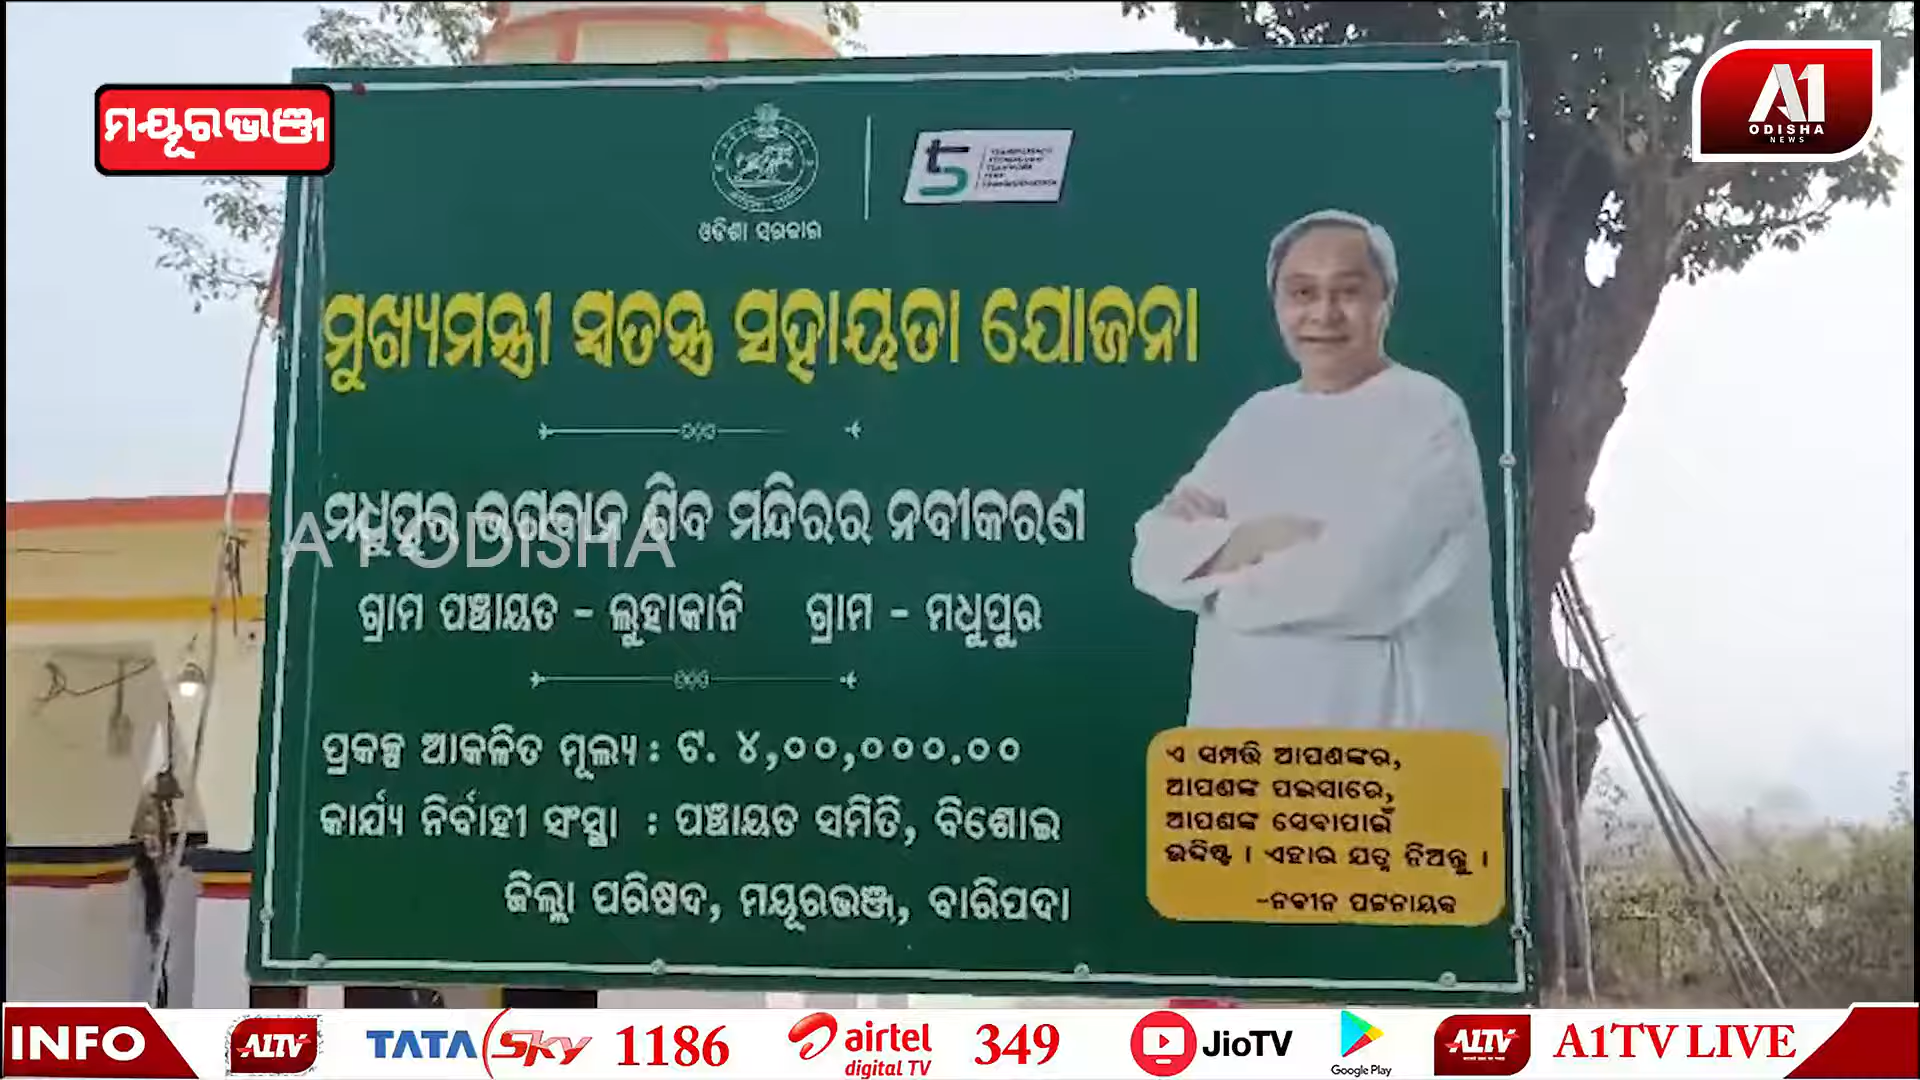 ମୟୂରଭଞ୍ଜ
A1
ODISHA
NEWS
ଓଡିଶା ସରକାର
t5
ମୁଖ୍ୟମନ୍ତ୍ରୀ ସ୍ୱତନ୍ତ୍ର ସହାୟତା ଯୋଜନା
ମଧୁପୁର ଭଗବାନ ଶିବ ମନ୍ଦିରର ନବୀକରଣ
A1 ODISHA
ଗ୍ରାମ ପଞ୍ଚାୟତ - ଲୁହାକାନି ଗ୍ରାମ - ମଧୁପୁର
ପ୍ରକଳ୍ପ ଆକଳିତ ମୂଲ୍ୟ : ଟ. ୪,୦୦,୦୦୦.୦୦
କାର୍ଯ୍ୟ ନିର୍ବାହୀ ସଂସ୍ଥା : ପଞ୍ଚାୟତ ସମିତି, ବିଶୋଇ
ଜିଲ୍ଲା ପରିଷଦ, ମୟୂରଭଞ୍ଜ, ବାରିପଦା
ଏ ସମ୍ପତ୍ତି ଆପଣଙ୍କର,
ଆପଣଙ୍କ ପଇସାରେ,
ଆପଣଙ୍କ ସେବାପାଇଁ
ଉଦ୍ଦିଷ୍ଟ । ଏହାର ଯତ୍ନ ନିଅନ୍ତୁ ।
-ନବୀନ ପଟ୍ଟନାୟକ
INFO A1TV TATA Sky 1186 airtel digital TV 349 JioTV Google Play A1TV A1TV LIVE